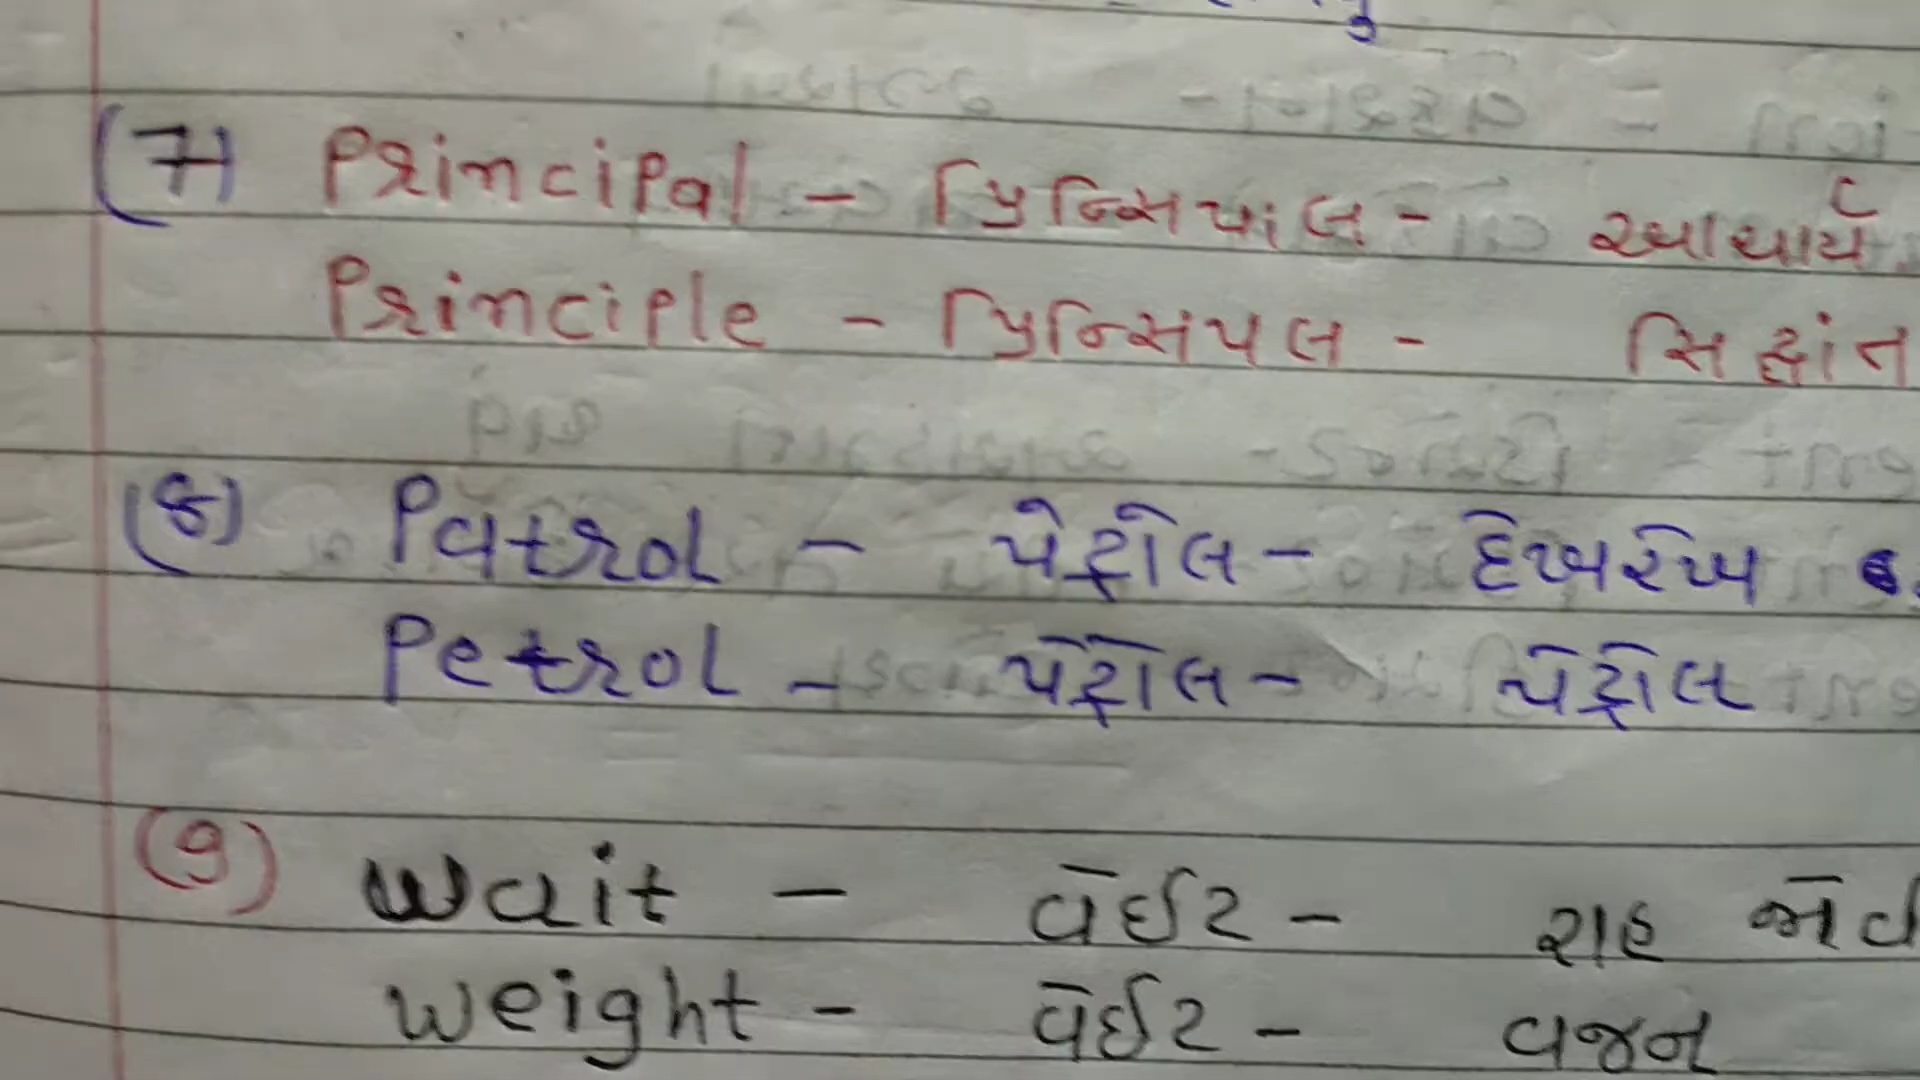 (7) Principal - પ્રિન્સિપાલ - આચાર્ય
Principle - પ્રિન્સિપલ - સિદ્ધાંત
(8) Patrol - પેટ્રોલ - દેખરેખ
Petrol - પેટ્રોલ - પેટ્રોલ
(9) Wait - વેઈટ - રાહ
Weight - વેઈટ - વજન